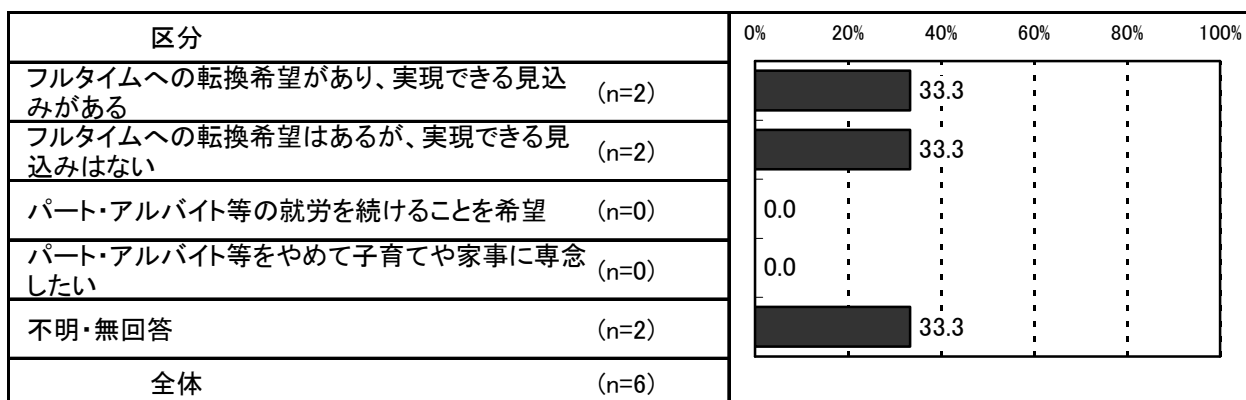 区分
0% 20% 40% 60% 80% 100%
フルタイムへの転換希望があり、実現できる見込
みがある
(n=2)
33.3
フルタイムへの転換希望はあるが、実現できる見
込みはない
(n=2)
33.3
パート・アルバイト等の就労を続けることを希望
(n=0)
0.0
パート・アルバイト等をやめて子育てや家事に専念
したい
(n=0)
0.0
不明・無回答
(n=2)
33.3
全体
(n=6)